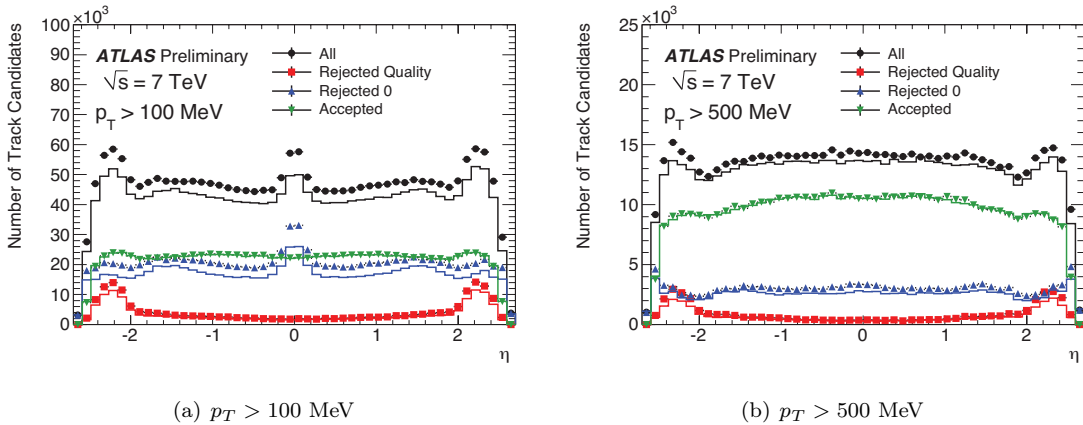 Number of Track Candidates
×10³
100
90
80
70
60
50
40
30
20
10
0
ATLAS Preliminary
√s = 7 TeV
p_T > 100 MeV
All
Rejected Quality
Rejected 0
Accepted
-2 -1 0 1 2
η
(a) p_T > 100 MeV
Number of Track Candidates
×10³
25
20
15
10
5
0
ATLAS Preliminary
√s = 7 TeV
p_T > 500 MeV
All
Rejected Quality
Rejected 0
Accepted
-2 -1 0 1 2
η
(b) p_T > 500 MeV